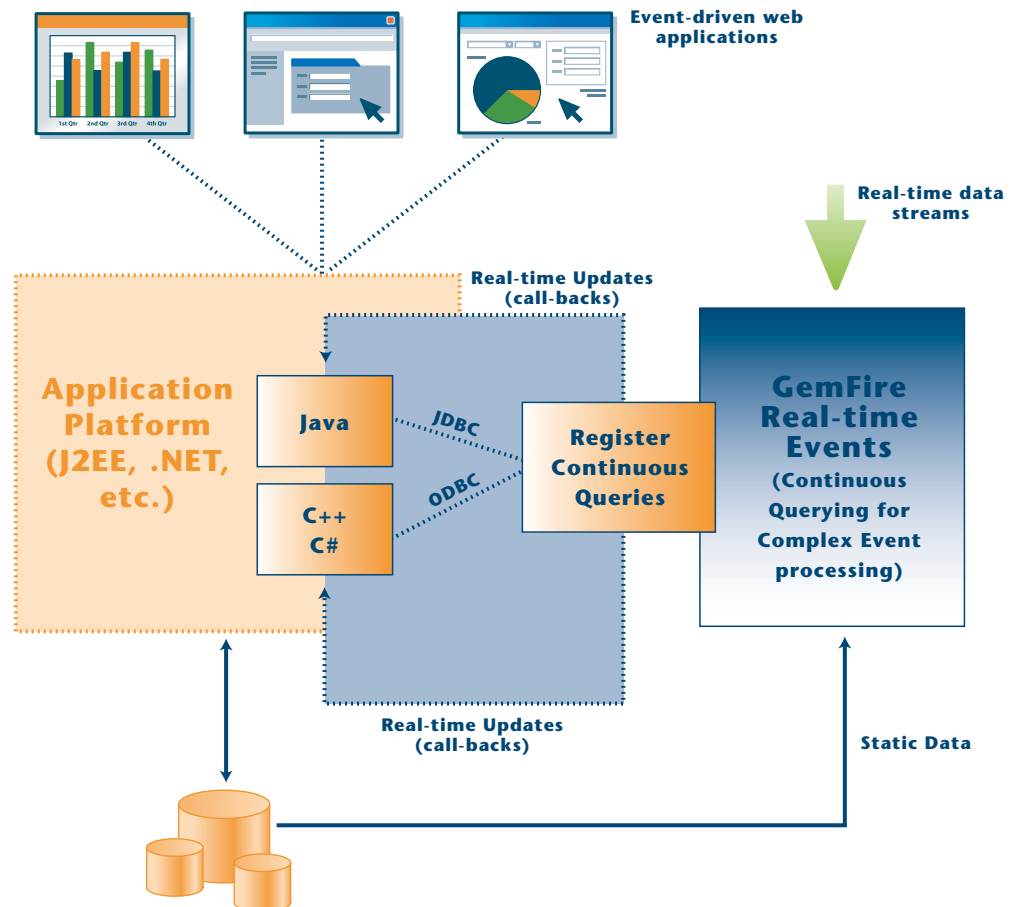 Event-driven web
applications
1st Qtr 2nd Qtr 3rd Qtr 4th Qtr
Real-time data
streams
Real-time Updates
(call-backs)
Application
Platform
(J2EE, .NET,
etc.)
Java
JDBC
C++
C#
ODBC
Register
Continuous
Queries
GemFire
Real-time
Events
(Continuous
Querying for
Complex Event
processing)
Real-time Updates
(call-backs)
Static Data